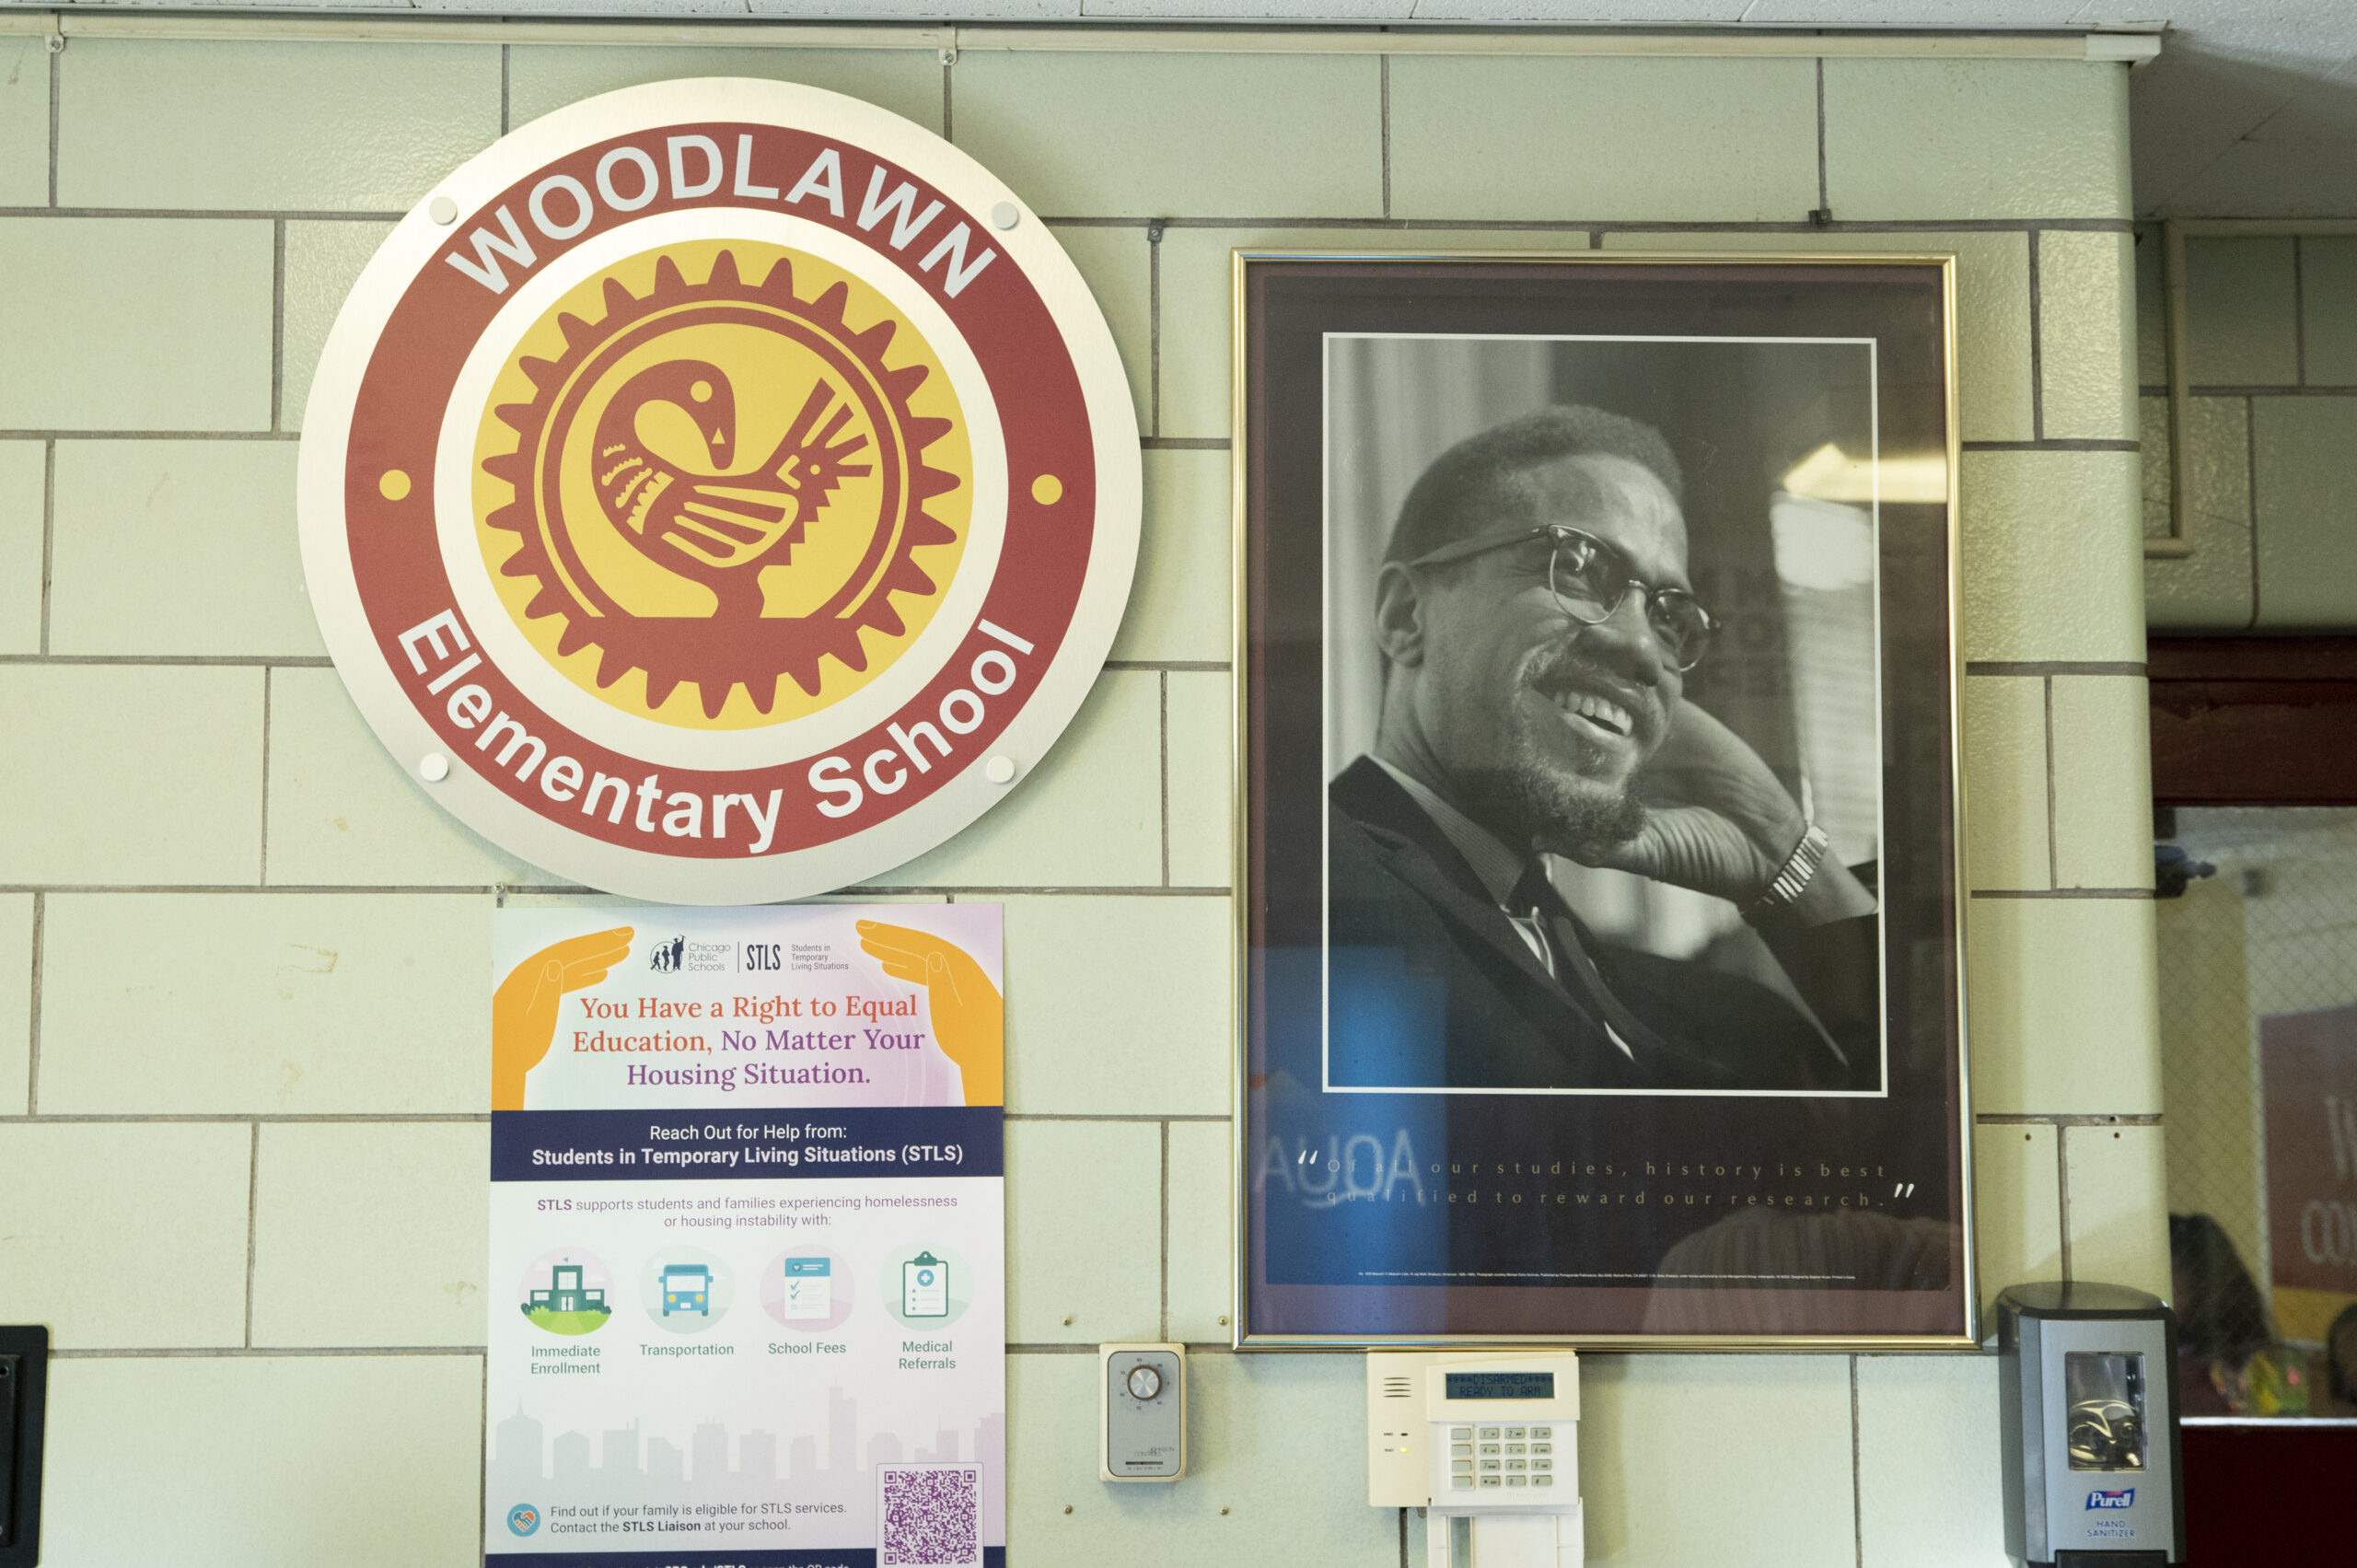 WOODLAWN
Elementary School
Chicago
Public
Schools
STLS
Students in
Temporary
Living Situations
You Have a Right to Equal
Education, No Matter Your
Housing Situation.
Reach Out for Help from:
Students in Temporary Living Situations (STLS)
STLS supports students and families experiencing homelessness
or housing instability with:
Immediate
Enrollment
Transportation
School Fees
Medical
Referrals
Find out if your family is eligible for STLS services.
Contact the STLS Liaison at your school.
“Of all our studies, history is best
qualified to reward our research.”
****DISARMED****
READY TO ARM
JOHNSON
CONTROLS
Purell
HAND
SANITIZER